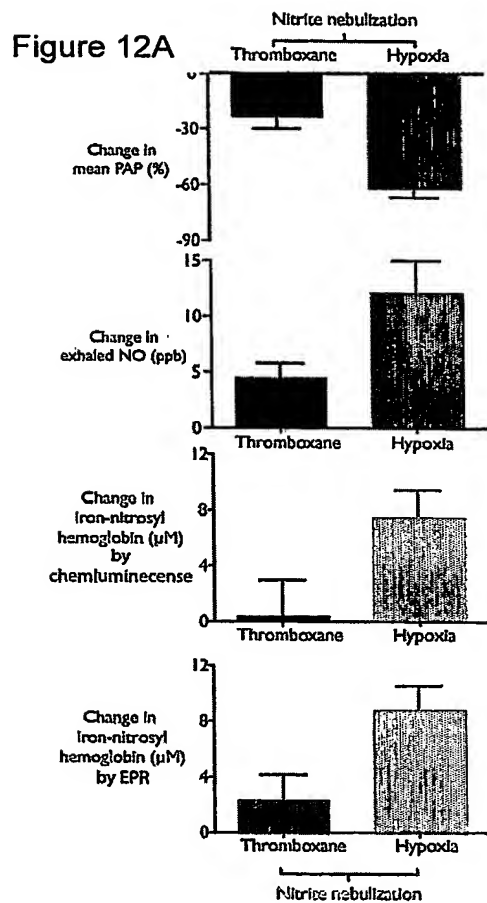 Figure 12A
Nitrite nebulization
Thromboxane Hypoxia
0
-30
-60
-90
Change in
mean PAP (%)
15
10
5
0
Change in
exhaled NO (ppb)
Thromboxane Hypoxia
12
8
4
0
Change in
iron-nitrosyl
hemoglobin (µM)
by
chemluminecense
Thromboxane Hypoxia
12
8
4
0
Change in
iron-nitrosyl
hemoglobin (µM)
by EPR
Thromboxane Hypoxia
Nitrite nebulization